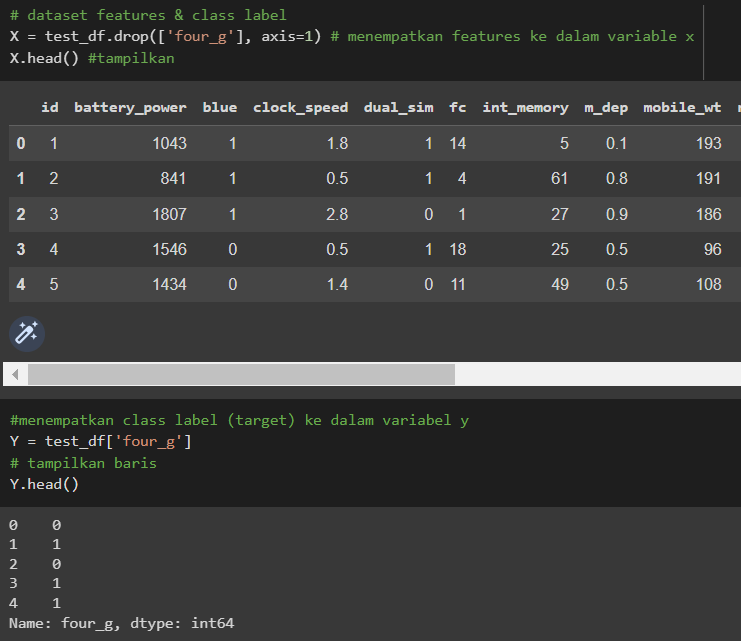 # dataset features & class label
X = test_df.drop(['four_g'], axis=1) # menempatkan features ke dalam variable x
X.head() #tampilkan
id battery_power blue clock_speed dual_sim fc int_memory m_dep mobile_wt
0 1 1043 1 1.8 1 14 5 0.1 193
1 2 841 1 0.5 1 4 61 0.8 191
2 3 1807 1 2.8 0 1 27 0.9 186
3 4 1546 0 0.5 1 18 25 0.5 96
4 5 1434 0 1.4 0 11 49 0.5 108
#menempatkan class label (target) ke dalam variabel y
Y = test_df['four_g']
# tampilkan baris
Y.head()
0 0
1 1
2 0
3 1
4 1
Name: four_g, dtype: int64